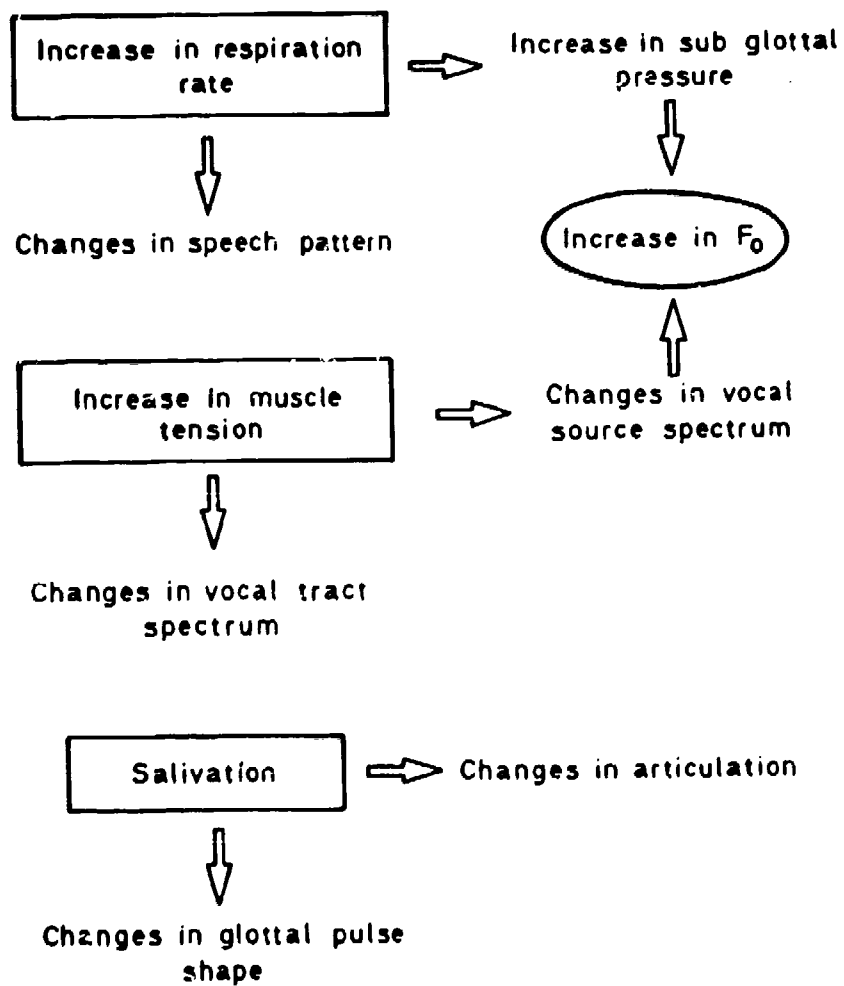 Increase in respiration
rate
Increase in sub glottal
pressure
Changes in speech pattern
Increase in F₀
Increase in muscle
tension
Changes in vocal
source spectrum
Changes in vocal tract
spectrum
Salivation
Changes in articulation
Changes in glottal pulse
shape